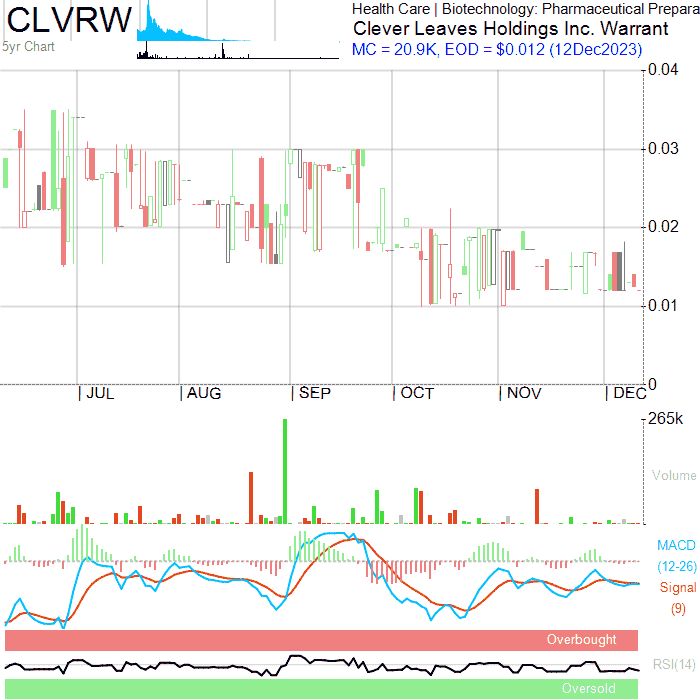 CLVRW
5yr Chart
Health Care | Biotechnology: Pharmaceutical Prepara
Clever Leaves Holdings Inc. Warrant
MC = 20.9K, EOD = $0.012 (12Dec2023)
0.04
0.03
0.02
0.01
0
| JUL | AUG | SEP | OCT | NOV | DEC
265k
Volume
MACD
(12-26)
Signal
(9)
Overbought
RSI(14)
Oversold